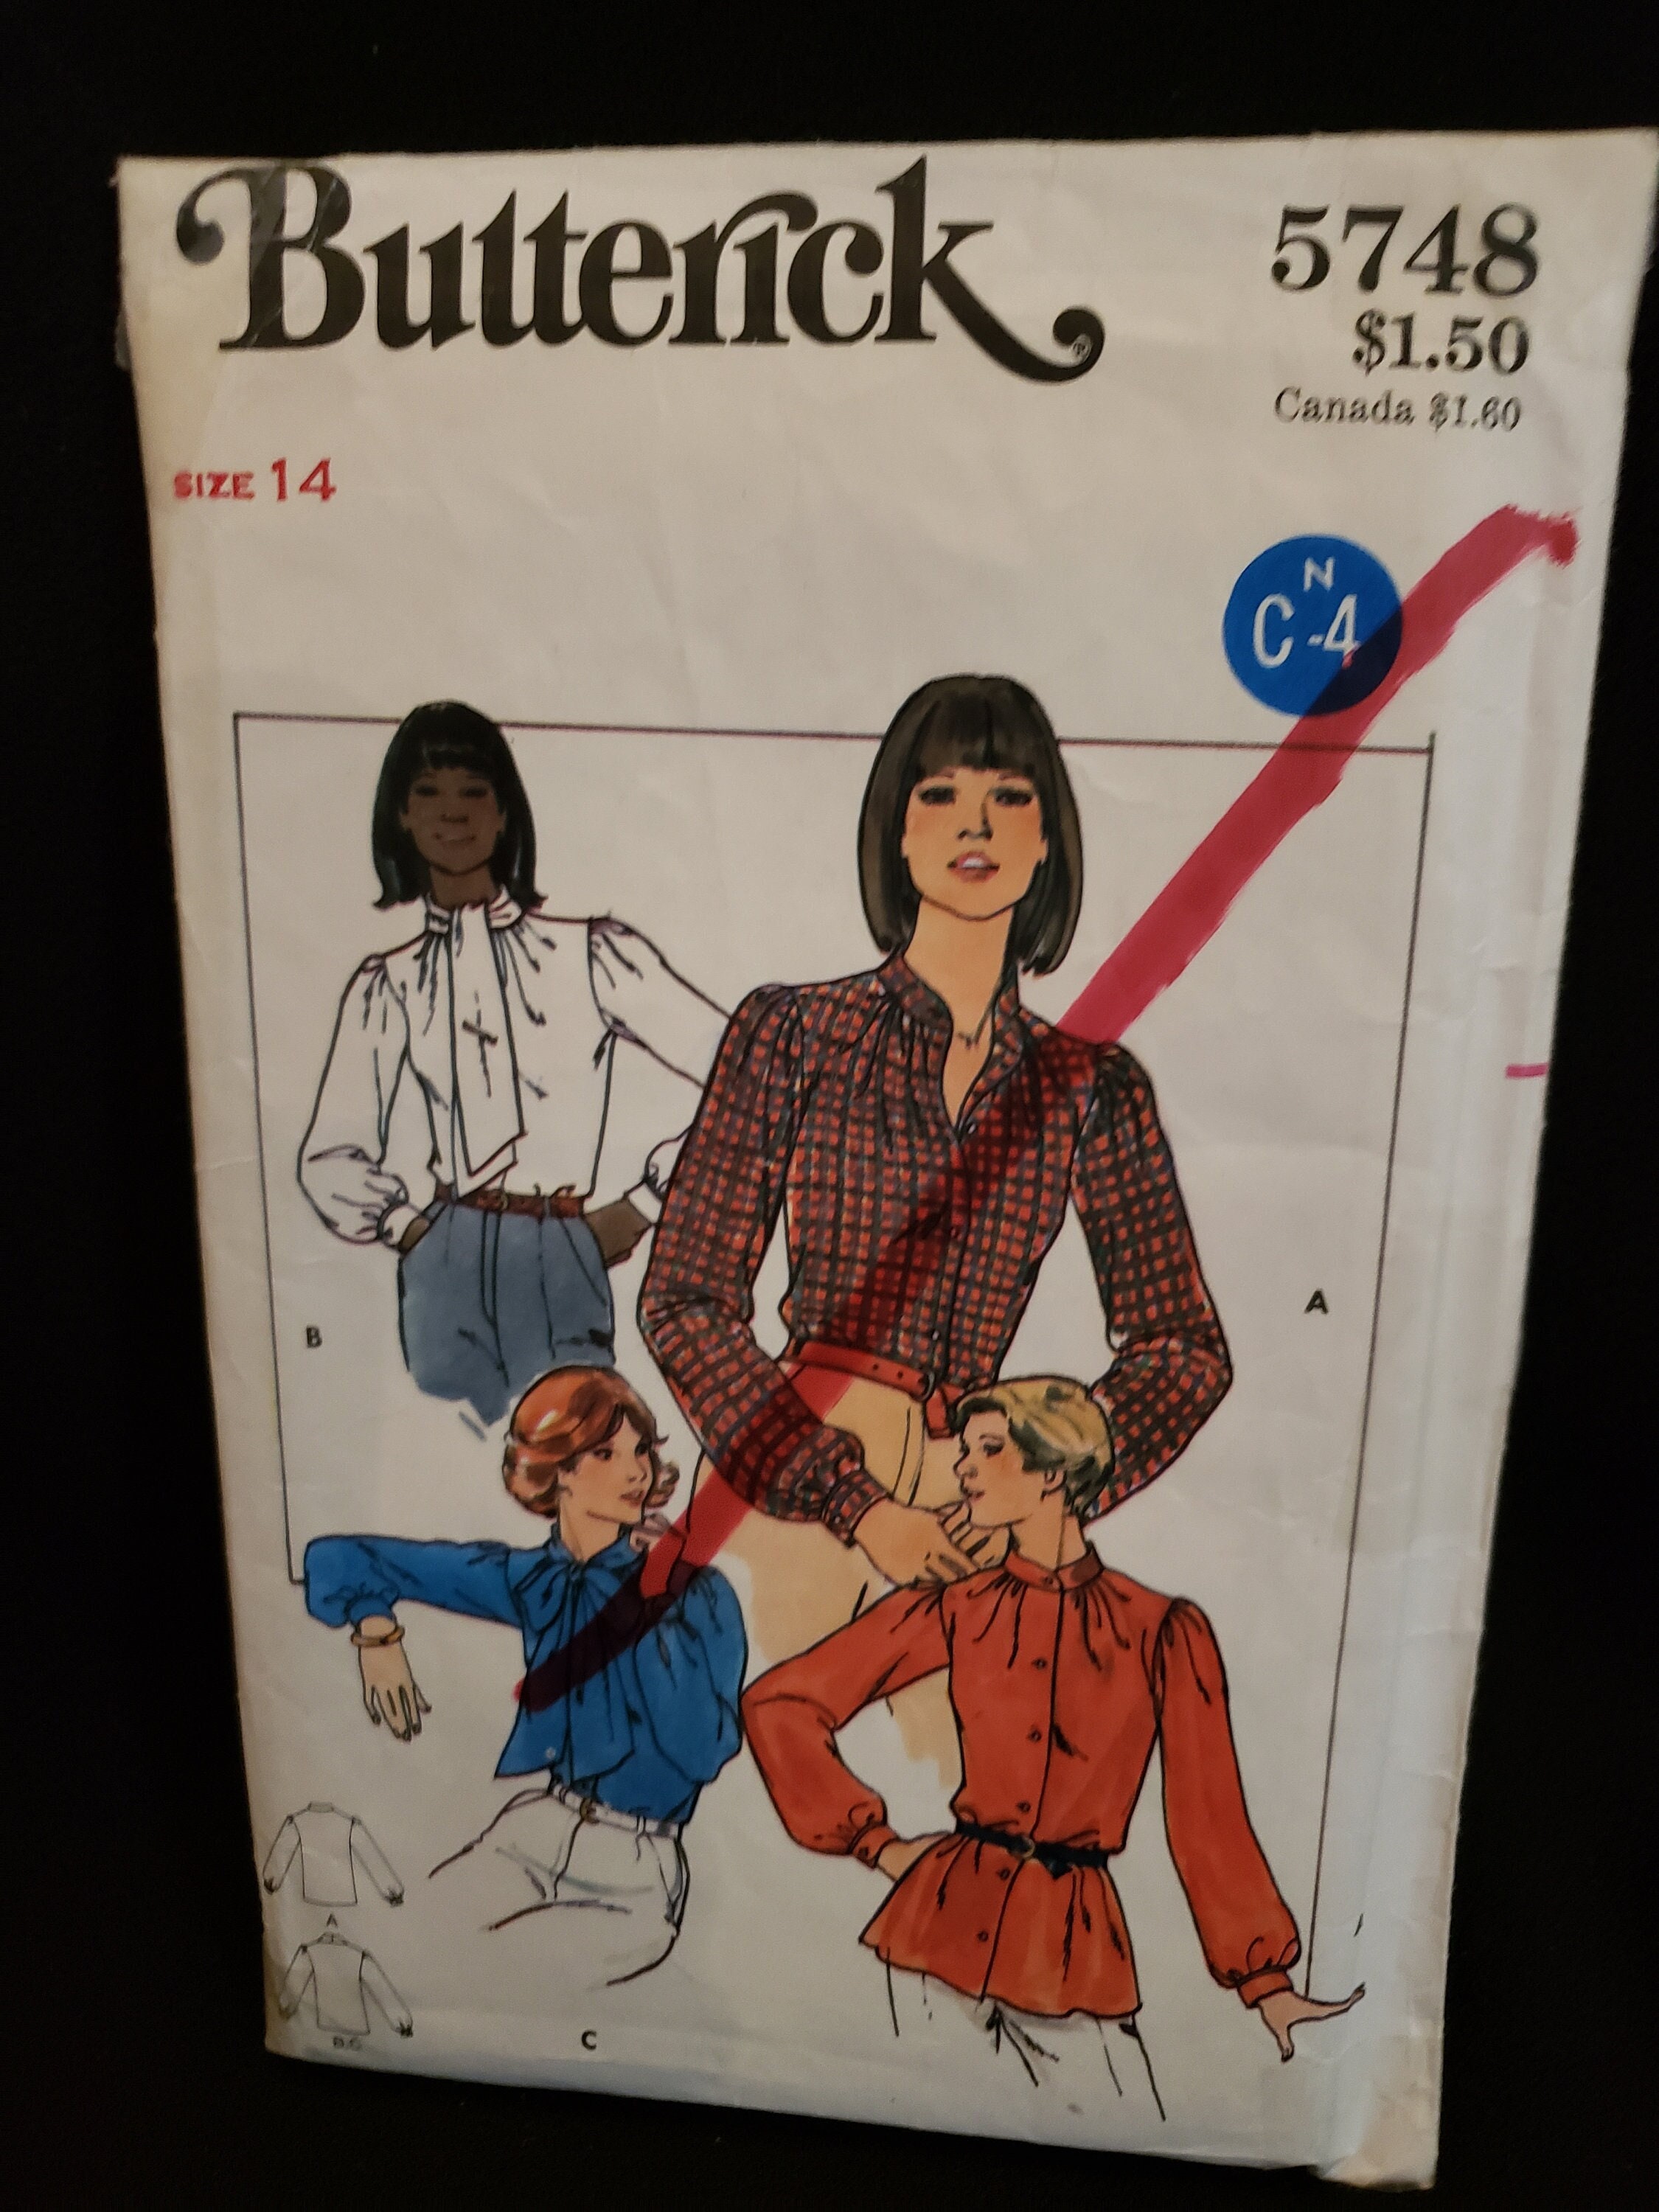 Butterick®
5748
$1.50
Canada $1.60
SIZE 14
N
C-4
B
A
A
B.C
C